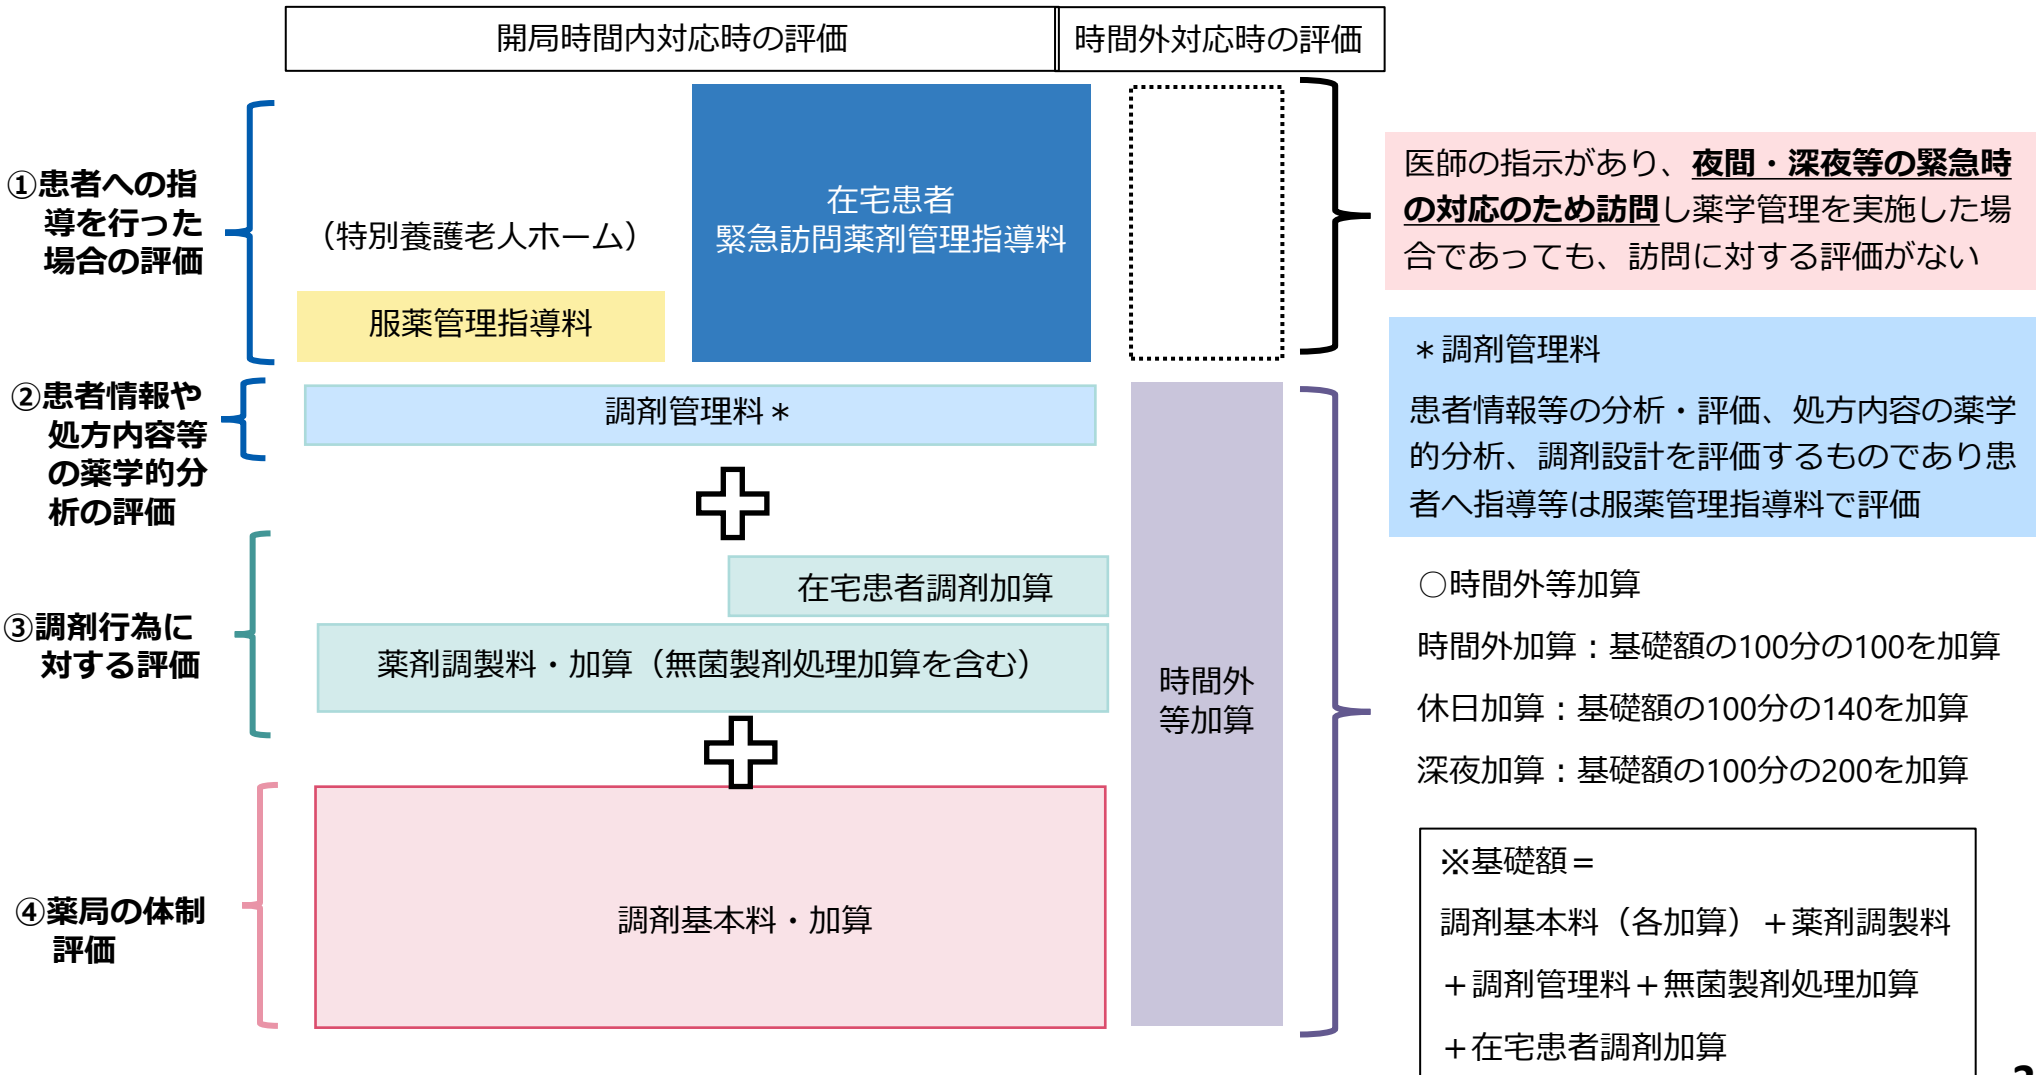 開局時間内対応時の評価
時間外対応時の評価
①患者への指
導を行った
場合の評価
（特別養護老人ホーム）
服薬管理指導料
在宅患者
緊急訪問薬剤管理指導料
医師の指示があり、夜間・深夜等の緊急時
の対応のため訪問し薬学管理を実施した場
合であっても、訪問に対する評価がない
②患者情報や
処方内容等
の薬学的分
析の評価
調剤管理料＊
＊調剤管理料
患者情報等の分析・評価、処方内容の薬学
的分析、調剤設計を評価するものであり患
者へ指導等は服薬管理指導料で評価
③調剤行為に
対する評価
在宅患者調剤加算
薬剤調製料・加算（無菌製剤処理加算を含む）
時間外
等加算
○時間外等加算
時間外加算：基礎額の100分の100を加算
休日加算：基礎額の100分の140を加算
深夜加算：基礎額の100分の200を加算
④薬局の体制
評価
調剤基本料・加算
※基礎額＝
調剤基本料（各加算）＋薬剤調製料
＋調剤管理料＋無菌製剤処理加算
＋在宅患者調剤加算